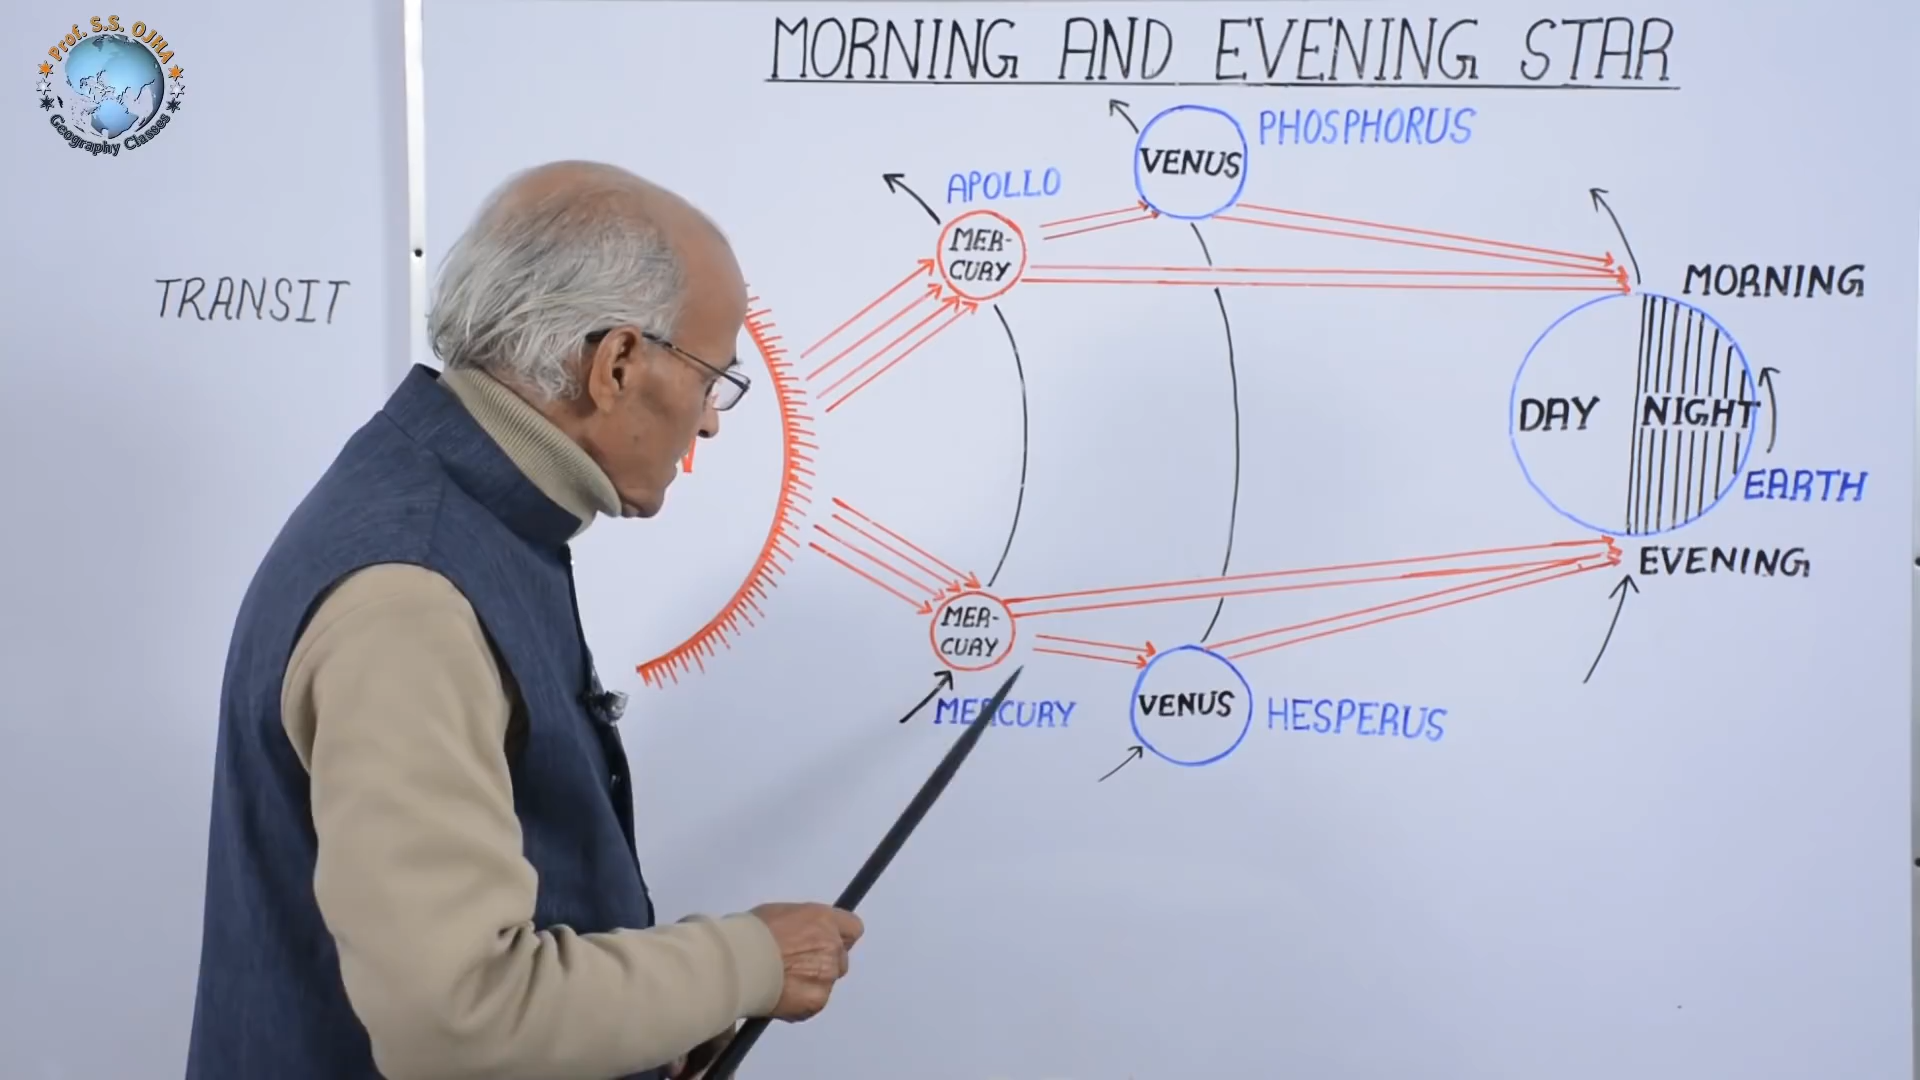 Prof. S.S. OJHA
Geography Classes
MORNING AND EVENING STAR
TRANSIT
PHOSPHORUS
VENUS
APOLLO
MER-
CURY
MORNING
DAY
NIGHT
EARTH
EVENING
MER-
CURY
MERCURY
VENUS
HESPERUS